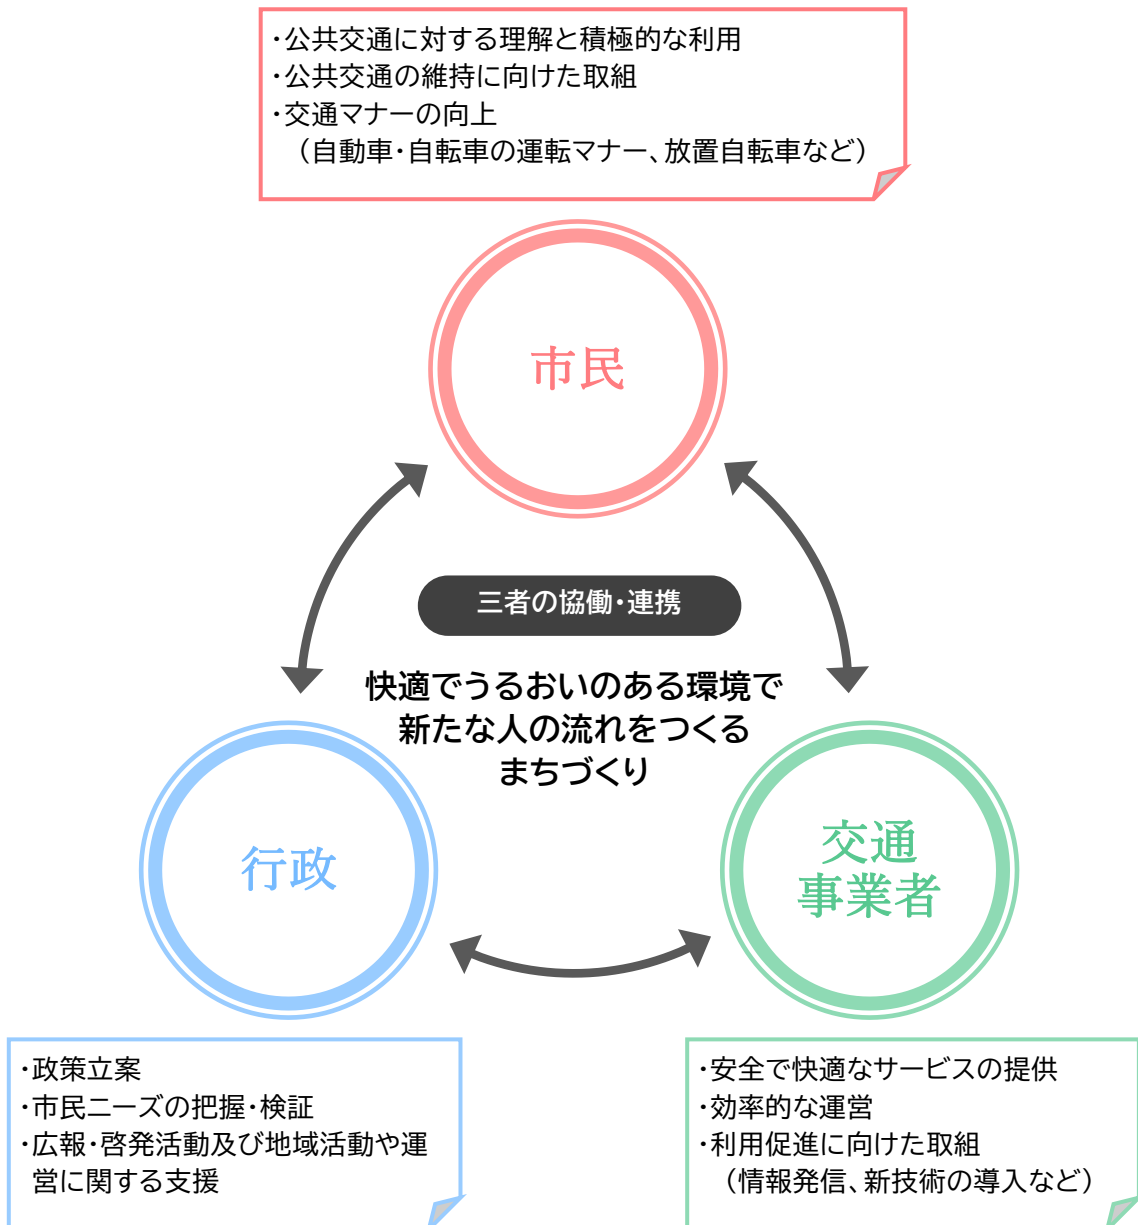 ・公共交通に対する理解と積極的な利用
・公共交通の維持に向けた取組
・交通マナーの向上
（自動車・自転車の運転マナー、放置自転車など）
市民
三者の協働・連携
快適でうるおいのある環境で
新たな人の流れをつくる
まちづくり
行政
交通
事業者
・政策立案
・市民ニーズの把握・検証
・広報・啓発活動及び地域活動や運
営に関する支援
・安全で快適なサービスの提供
・効率的な運営
・利用促進に向けた取組
（情報発信、新技術の導入など）